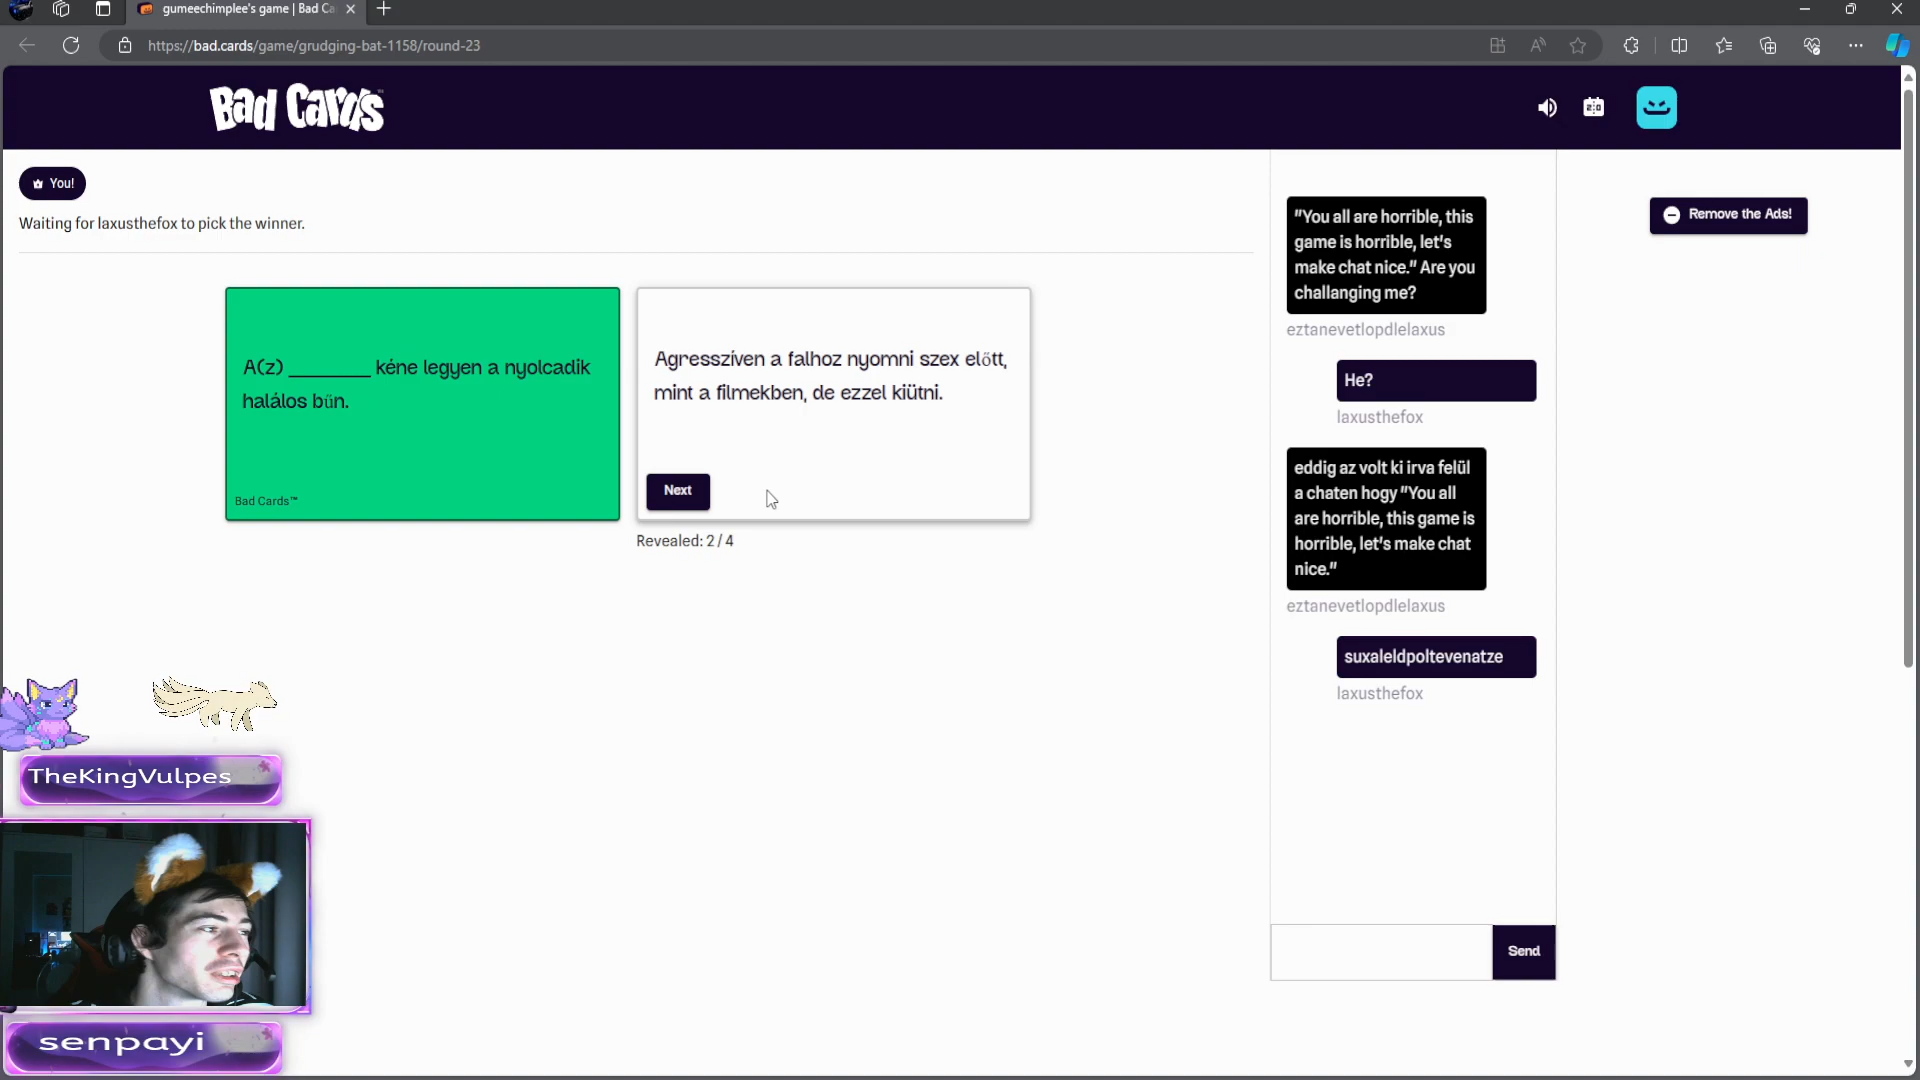 gumeechimplee's game | Bad Ca
https://bad.cards/game/grudging-bat-1158/round-23
Bad Cards™
2:0
You!
Waiting for laxusthefox to pick the winner.
A(z) ________ kéne legyen a nyolcadik
halálos bűn.
Bad Cards™
Agresszíven a falhoz nyomni szex előtt,
mint a filmekben, de ezzel kiütni.
Next
Revealed: 2 / 4
"You all are horrible, this
game is horrible, let's
make chat nice." Are you
challanging me?
eztanevetlopdlelaxus
He?
laxusthefox
eddig az volt ki irva felül
a chaten hogy "You all
are horrible, this game is
horrible, let's make chat
nice."
eztanevetlopdlelaxus
suxaleldpoltevenatze
laxusthefox
Send
Remove the Ads!
TheKingVulpes
senpayi